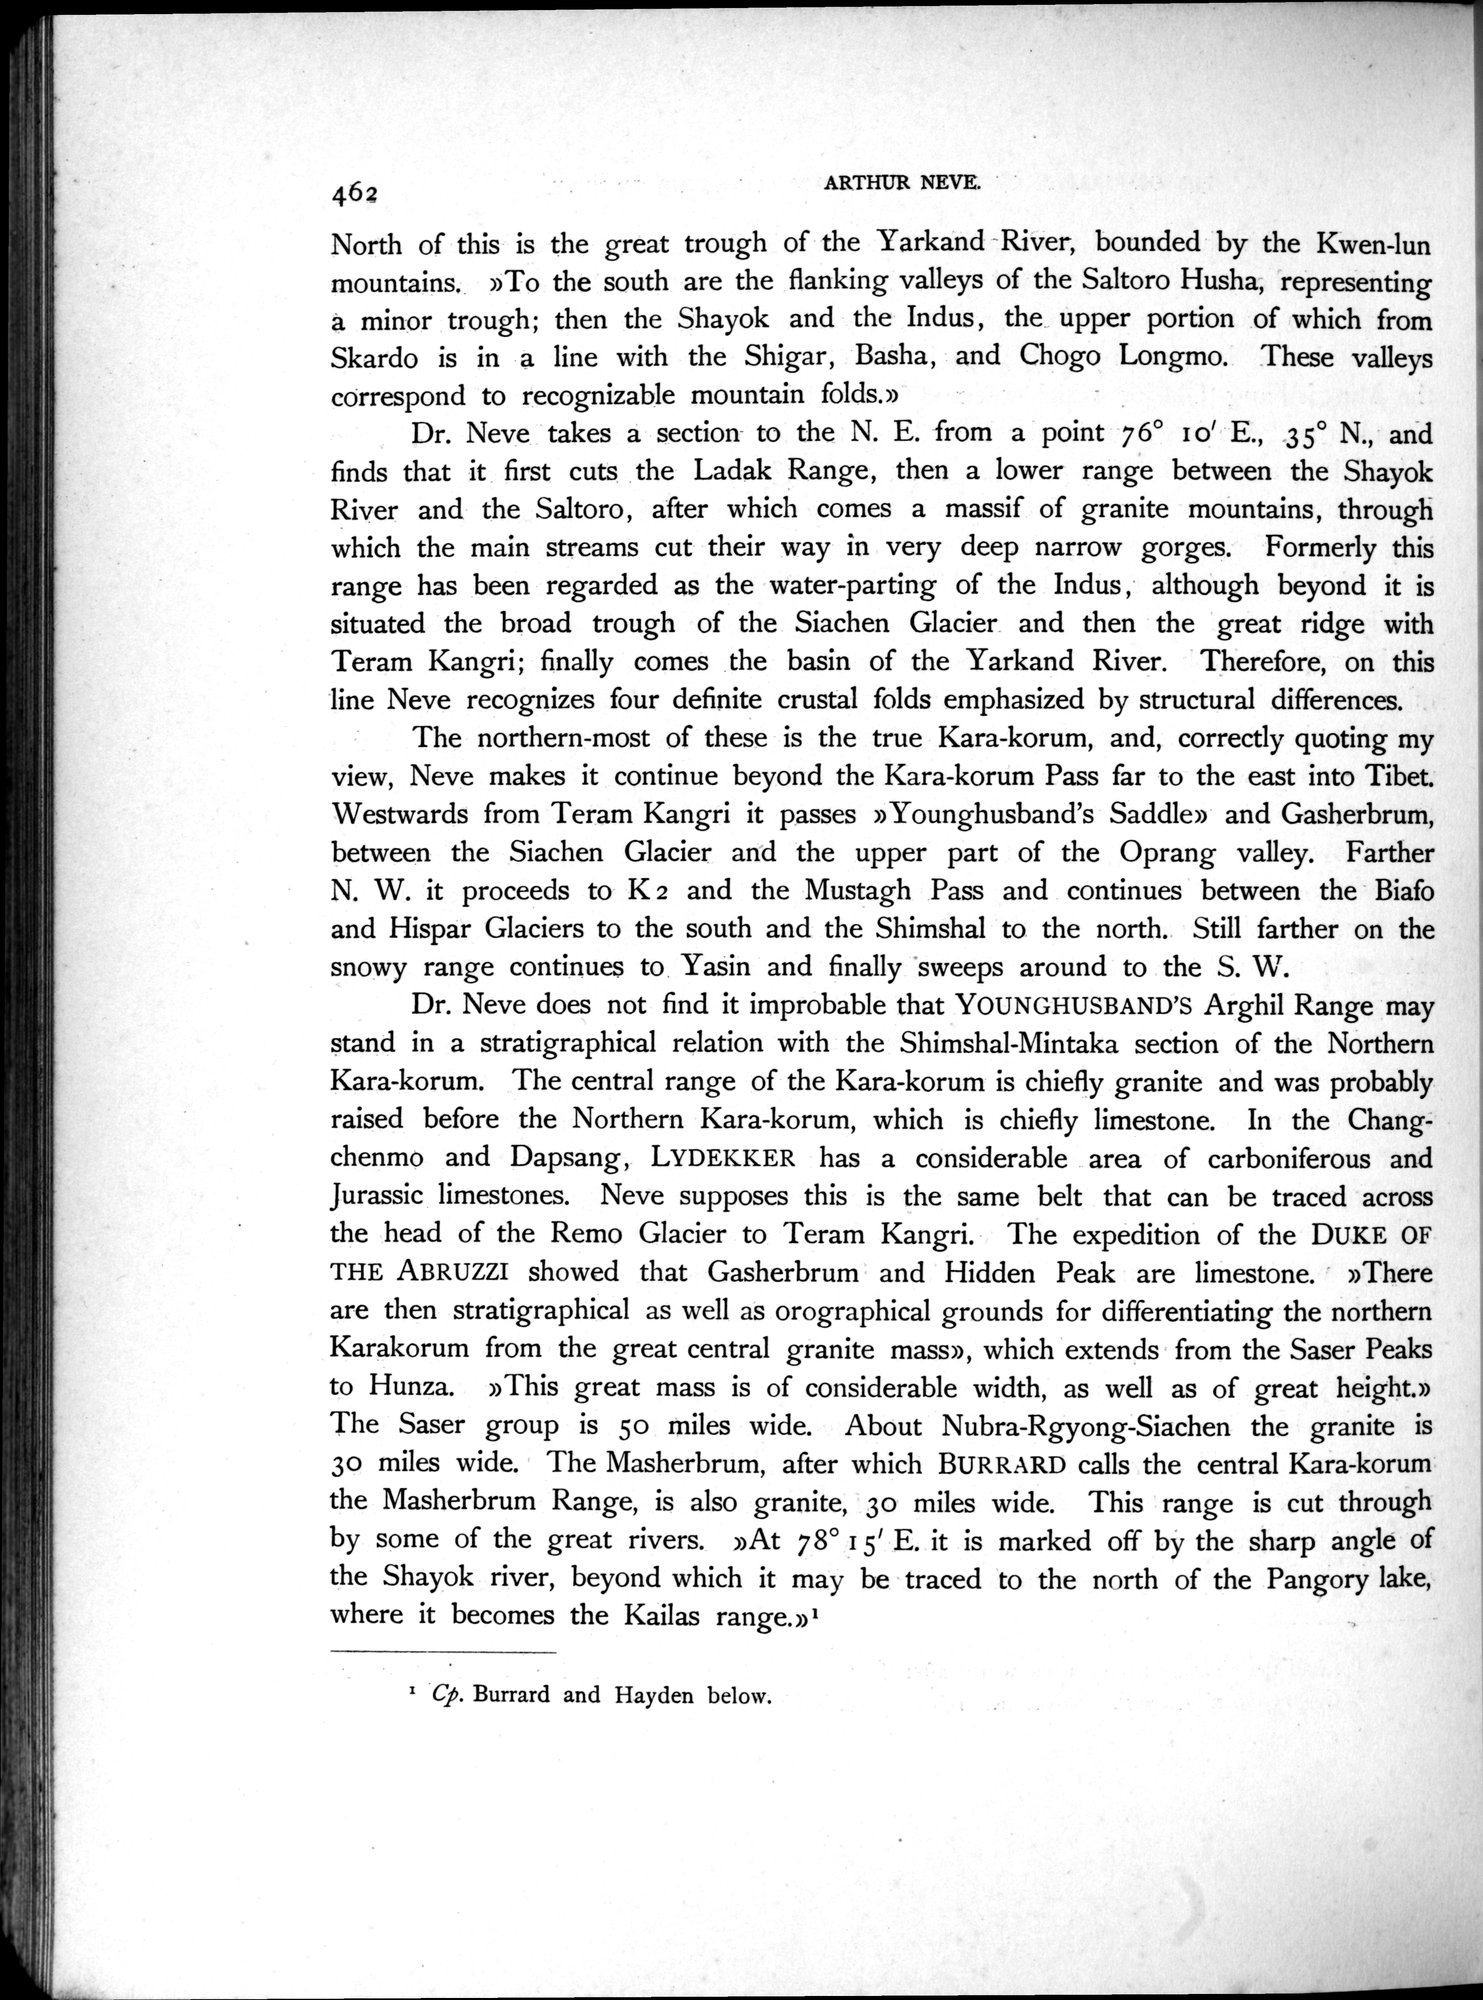 462
ARTHUR NEVE.
North of this is the great trough of the Yarkand River, bounded by the Kwen-lun
mountains. »To the south are the flanking valleys of the Saltoro Husha, representing
a minor trough; then the Shayok and the Indus, the upper portion of which from
Skardo is in a line with the Shigar, Basha, and Chogo Longmo. These valleys
correspond to recognizable mountain folds.»
Dr. Neve takes a section to the N. E. from a point 76° 10′ E., 35° N., and
finds that it first cuts the Ladak Range, then a lower range between the Shayok
River and the Saltoro, after which comes a massif of granite mountains, through
which the main streams cut their way in very deep narrow gorges. Formerly this
range has been regarded as the water-parting of the Indus, although beyond it is
situated the broad trough of the Siachen Glacier and then the great ridge with
Teram Kangri; finally comes the basin of the Yarkand River. Therefore, on this
line Neve recognizes four definite crustal folds emphasized by structural differences.
The northern-most of these is the true Kara-korum, and, correctly quoting my
view, Neve makes it continue beyond the Kara-korum Pass far to the east into Tibet.
Westwards from Teram Kangri it passes »Younghusband's Saddle» and Gasherbrum,
between the Siachen Glacier and the upper part of the Oprang valley. Farther
N. W. it proceeds to K2 and the Mustagh Pass and continues between the Biafo
and Hispar Glaciers to the south and the Shimshal to the north. Still farther on the
snowy range continues to Yasin and finally sweeps around to the S. W.
Dr. Neve does not find it improbable that YOUNGHUSBAND'S Arghil Range may
stand in a stratigraphical relation with the Shimshal-Mintaka section of the Northern
Kara-korum. The central range of the Kara-korum is chiefly granite and was probably
raised before the Northern Kara-korum, which is chiefly limestone. In the Chang-
chenmo and Dapsang, LYDEKKER has a considerable area of carboniferous and
Jurassic limestones. Neve supposes this is the same belt that can be traced across
the head of the Remo Glacier to Teram Kangri. The expedition of the DUKE OF
THE ABRUZZI showed that Gasherbrum and Hidden Peak are limestone. »There
are then stratigraphical as well as orographical grounds for differentiating the northern
Karakorum from the great central granite mass», which extends from the Saser Peaks
to Hunza. »This great mass is of considerable width, as well as of great height.»
The Saser group is 50 miles wide. About Nubra-Rgyong-Siachen the granite is
30 miles wide. The Masherbrum, after which BURRARD calls the central Kara-korum
the Masherbrum Range, is also granite, 30 miles wide. This range is cut through
by some of the great rivers. »At 78° 15′ E. it is marked off by the sharp angle of
the Shayok river, beyond which it may be traced to the north of the Pangory lake,
where it becomes the Kailas range.»¹
¹ Cp. Burrard and Hayden below.